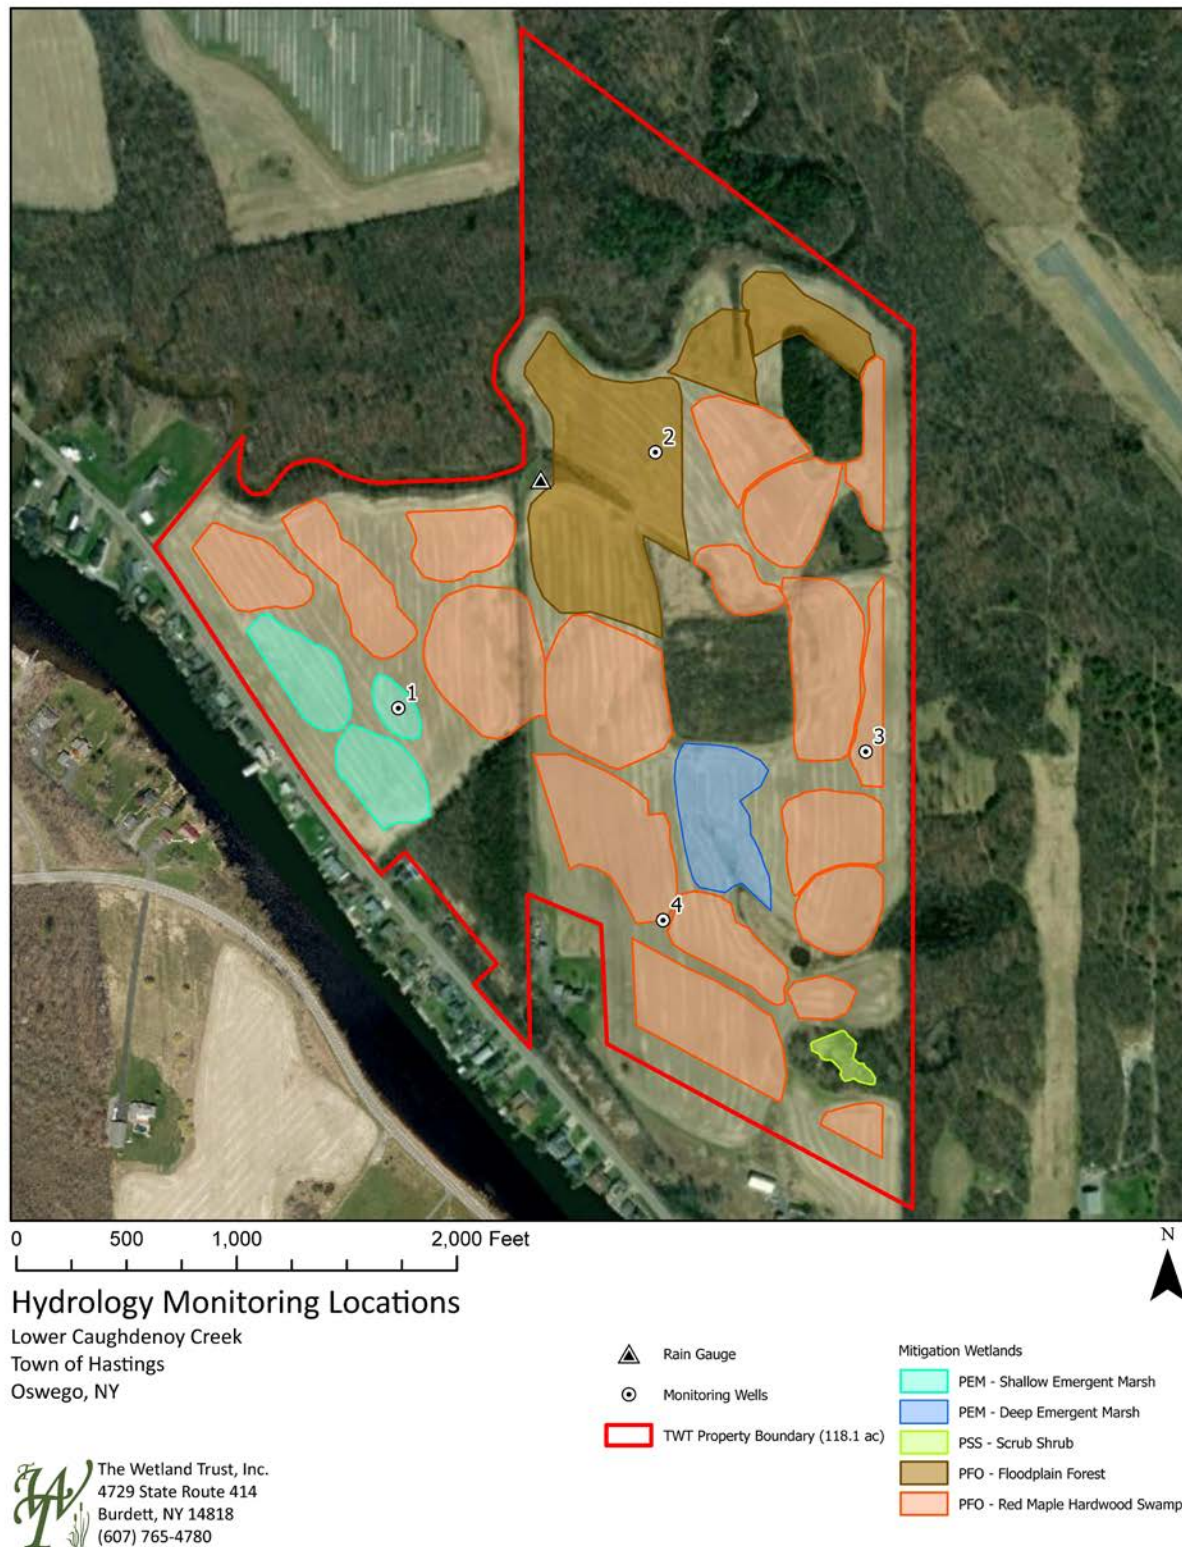 2
1
3
4
0 500 1,000 2,000 Feet
N
Hydrology Monitoring Locations
Lower Caughdenoy Creek
Town of Hastings
Oswego, NY
Rain Gauge
Monitoring Wells
TWT Property Boundary (118.1 ac)
Mitigation Wetlands
PEM - Shallow Emergent Marsh
PEM - Deep Emergent Marsh
PSS - Scrub Shrub
PFO - Floodplain Forest
PFO - Red Maple Hardwood Swamp
TWT
The Wetland Trust, Inc.
4729 State Route 414
Burdett, NY 14818
(607) 765-4780